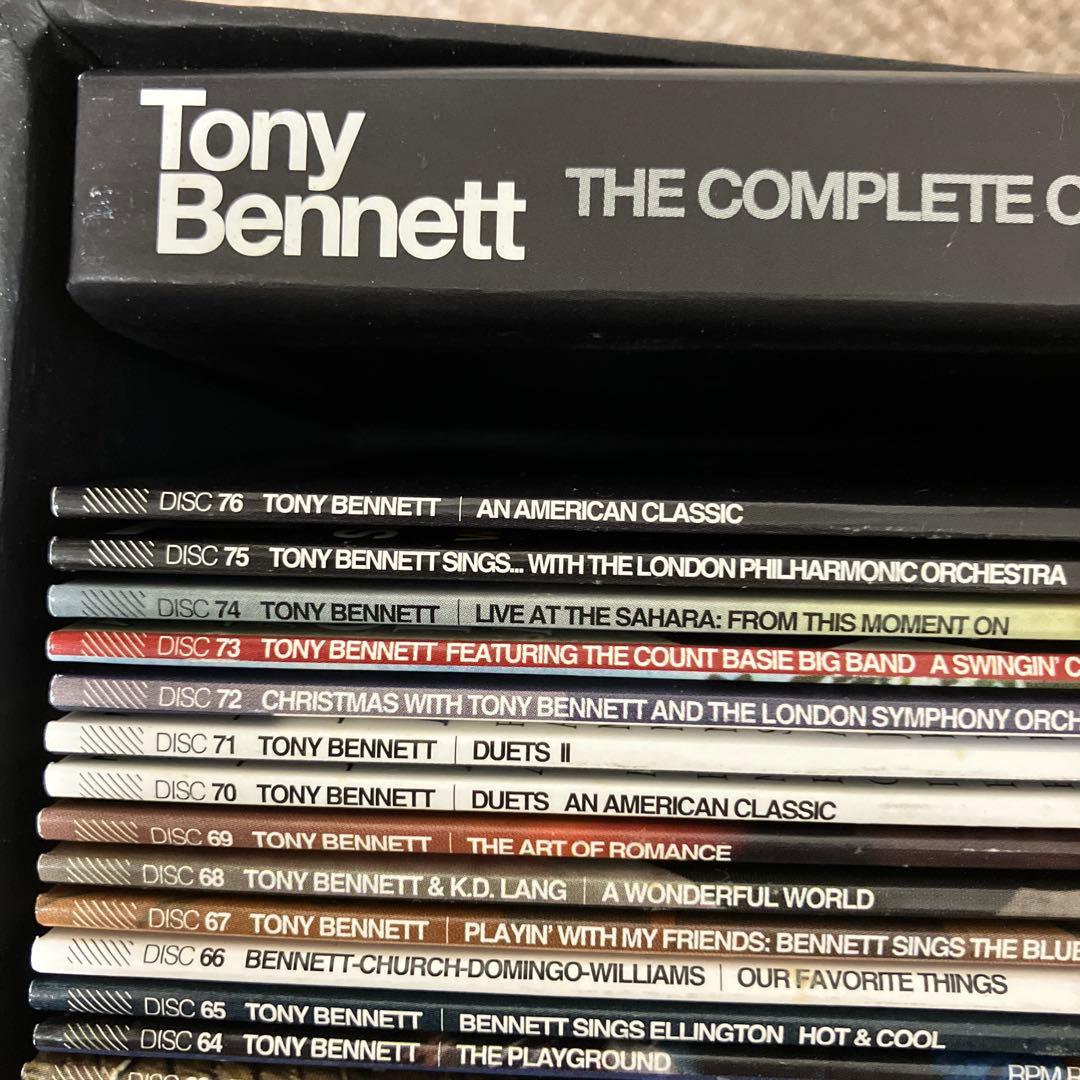 Tony
Bennett
THE COMPLETE
DISC 76 TONY BENNETT | AN AMERICAN CLASSIC
DISC 75 TONY BENNETT SINGS... WITH THE LONDON PHILHARMONIC ORCHESTRA
DISC 74 TONY BENNETT | LIVE AT THE SAHARA: FROM THIS MOMENT ON
DISC 73 TONY BENNETT FEATURING THE COUNT BASIE BIG BAND A SWINGIN' C
DISC 72 CHRISTMAS WITH TONY BENNETT AND THE LONDON SYMPHONY ORCH
DISC 71 TONY BENNETT | DUETS II
DISC 70 TONY BENNETT | DUETS AN AMERICAN CLASSIC
DISC 69 TONY BENNETT | THE ART OF ROMANCE
DISC 68 TONY BENNETT & K.D. LANG | A WONDERFUL WORLD
DISC 67 TONY BENNETT | PLAYIN' WITH MY FRIENDS: BENNETT SINGS THE BLUE
DISC 66 BENNETT-CHURCH-DOMINGO-WILLIAMS | OUR FAVORITE THINGS
DISC 65 TONY BENNETT | BENNETT SINGS ELLINGTON HOT & COOL
DISC 64 TONY BENNETT | THE PLAYGROUND
DISC